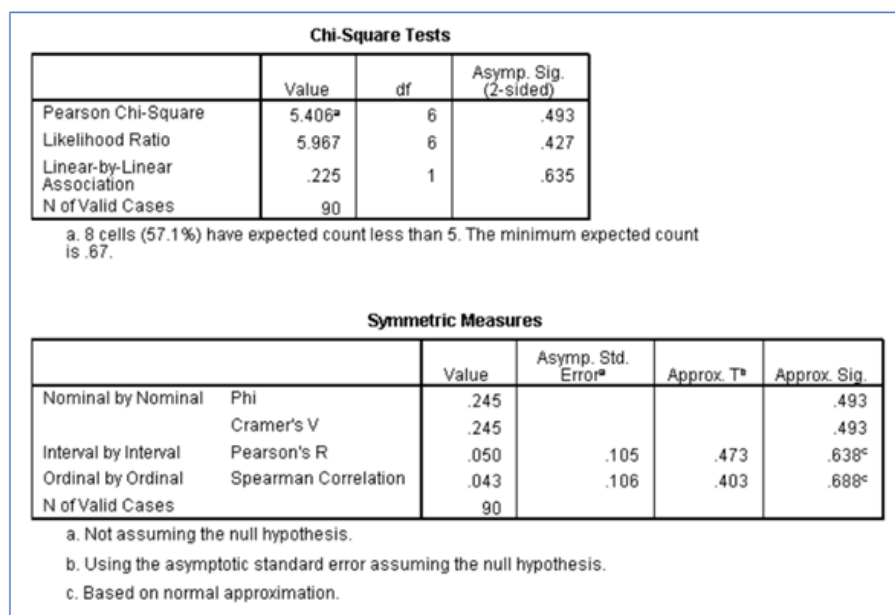 Chi-Square Tests
Value df Asymp. Sig. (2-sided)
Pearson Chi-Square 5.406a 6 .493
Likelihood Ratio 5.967 6 .427
Linear-by-Linear Association .225 1 .635
N of Valid Cases 90
a. 8 cells (57.1%) have expected count less than 5. The minimum expected count
is .67.
Symmetric Measures
Value Asymp. Std. Errora Approx. Tb Approx. Sig.
Nominal by Nominal Phi .245 .493
Cramer's V .245 .493
Interval by Interval Pearson's R .050 .105 .473 .638c
Ordinal by Ordinal Spearman Correlation .043 .106 .403 .688c
N of Valid Cases 90
a. Not assuming the null hypothesis.
b. Using the asymptotic standard error assuming the null hypothesis.
c. Based on normal approximation.